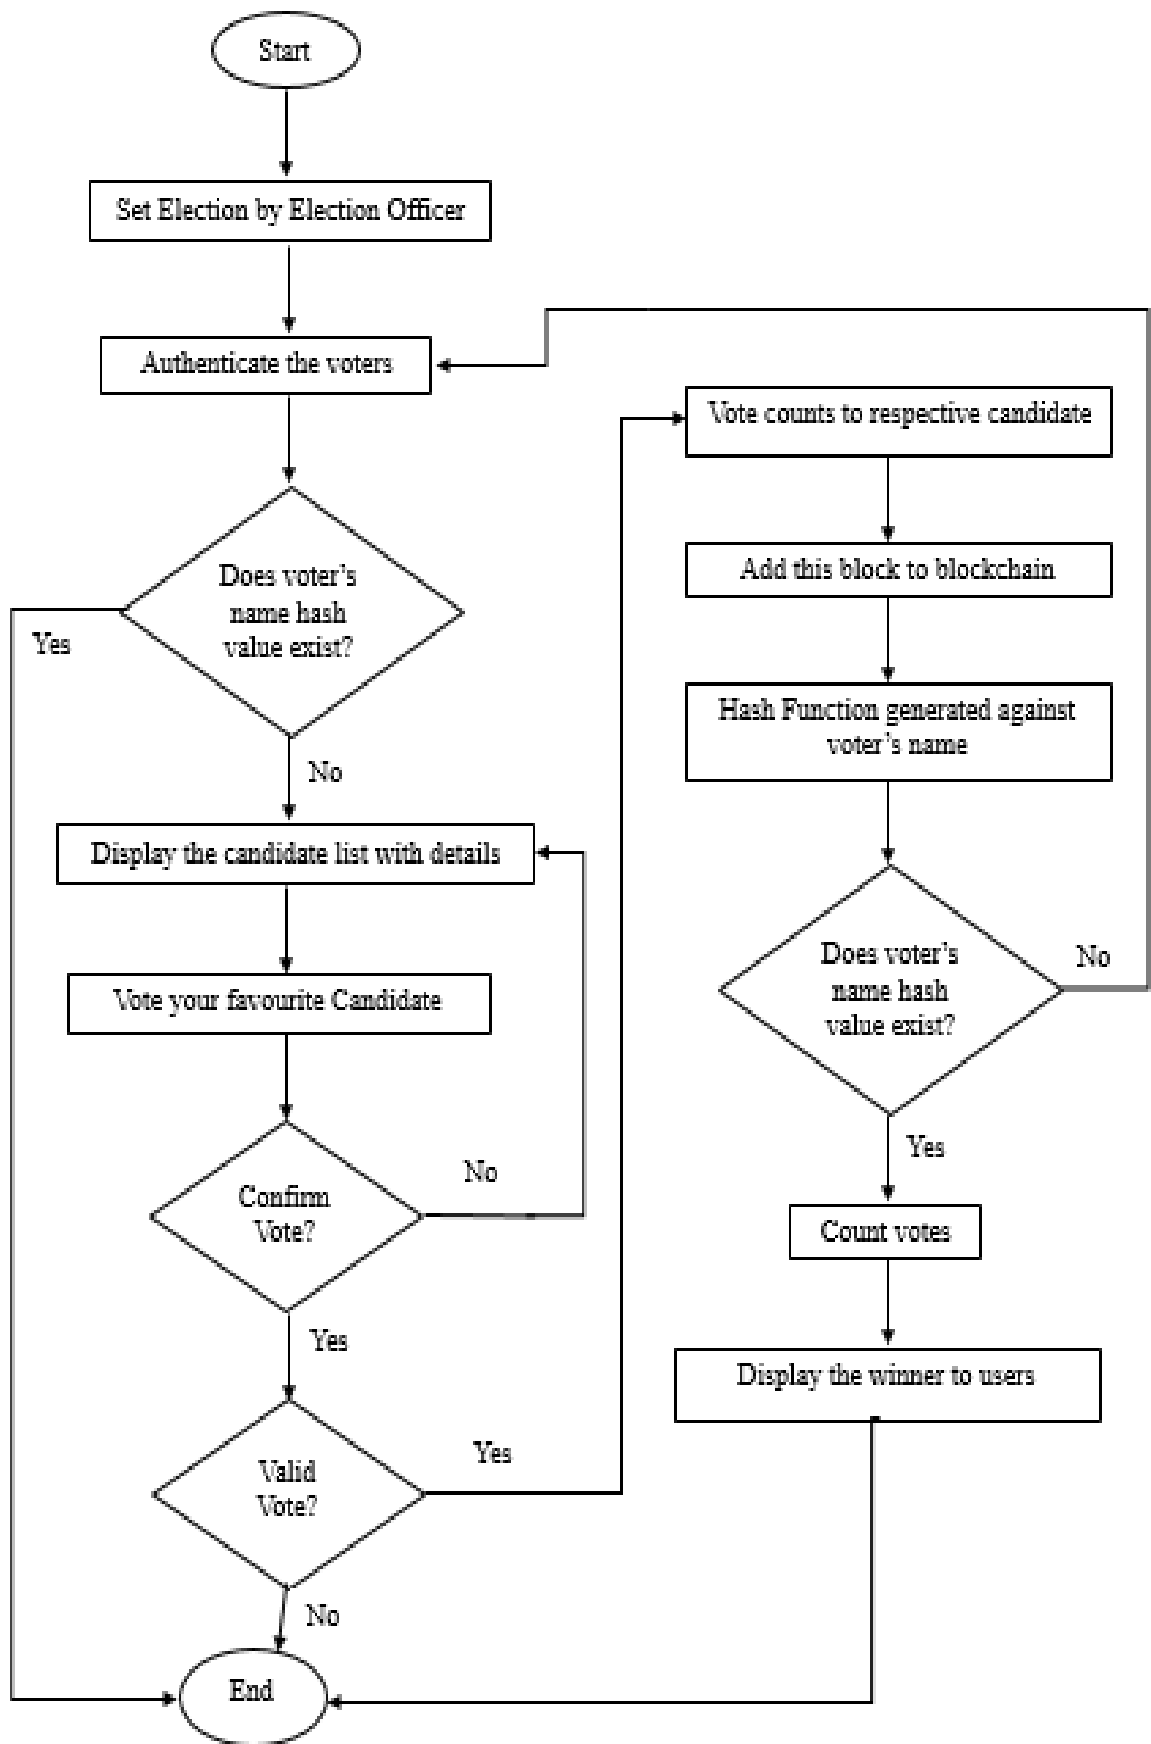 Start
Set Election by Election Officer
Authenticate the voters
Does voter's
name hash
value exist?
Yes
No
Display the candidate list with details
Vote your favourite Candidate
Confirm
Vote?
No
Yes
Valid
Vote?
Yes
No
End
Vote counts to respective candidate
Add this block to blockchain
Hash Function generated against
voter's name
Does voter's
name hash
value exist?
No
Yes
Count votes
Display the winner to users